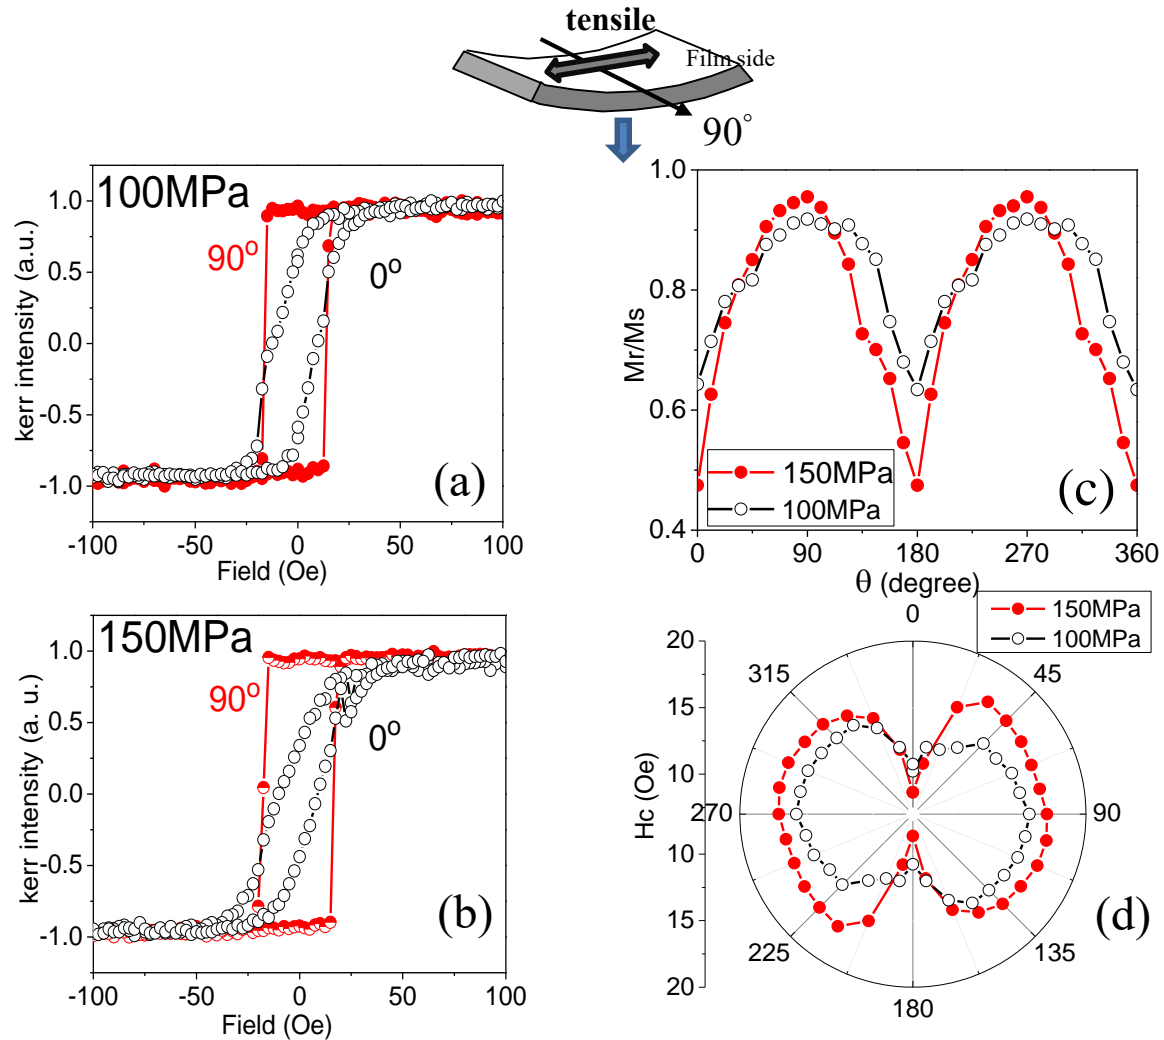 tensile
Film side
90°
100MPa
90°
0°
(a)
kerr intensity (a.u.)
1.0
0.5
0.0
-0.5
-1.0
-100
-50
0
50
100
Field (Oe)
1.0
0.8
0.6
0.4
Mr/Ms
150MPa
100MPa
(c)
0
90
180
270
360
θ (degree)
150MPa
90°
0°
(b)
kerr intensity (a. u.)
1.0
0.5
0.0
-0.5
-1.0
-100
-50
0
50
100
Field (Oe)
150MPa
100MPa
Hc (Oe)
20
15
10
10
15
20
0
45
90
135
180
225
270
315
(d)